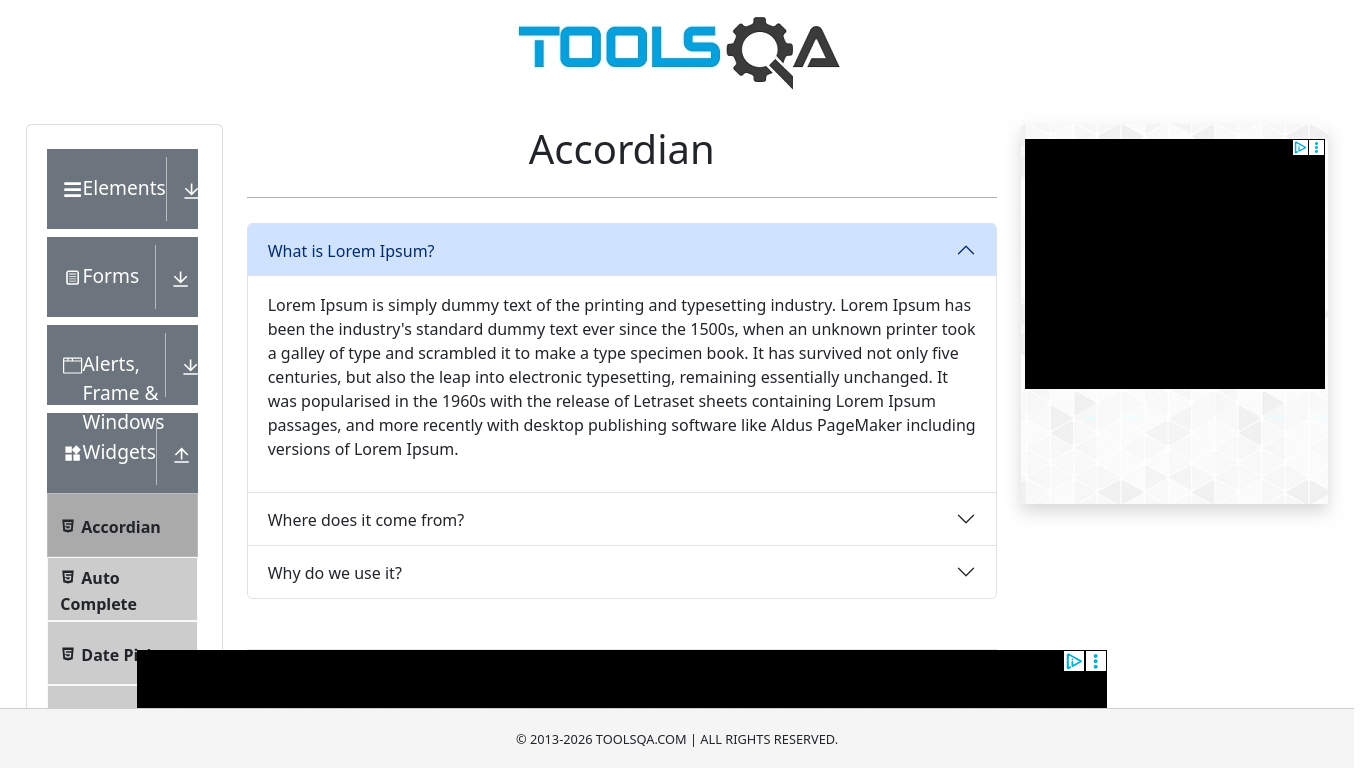 TOOLSQA
Accordian
Elements
Forms
Alerts,
Frame &
Windows
Widgets
Accordian
Auto
Complete
Date
What is Lorem Ipsum?
Lorem Ipsum is simply dummy text of the printing and typesetting industry. Lorem Ipsum has
been the industry's standard dummy text ever since the 1500s, when an unknown printer took
a galley of type and scrambled it to make a type specimen book. It has survived not only five
centuries, but also the leap into electronic typesetting, remaining essentially unchanged. It
was popularised in the 1960s with the release of Letraset sheets containing Lorem Ipsum
passages, and more recently with desktop publishing software like Aldus PageMaker including
versions of Lorem Ipsum.
Where does it come from?
Why do we use it?
© 2013-2026 TOOLSQA.COM | ALL RIGHTS RESERVED.